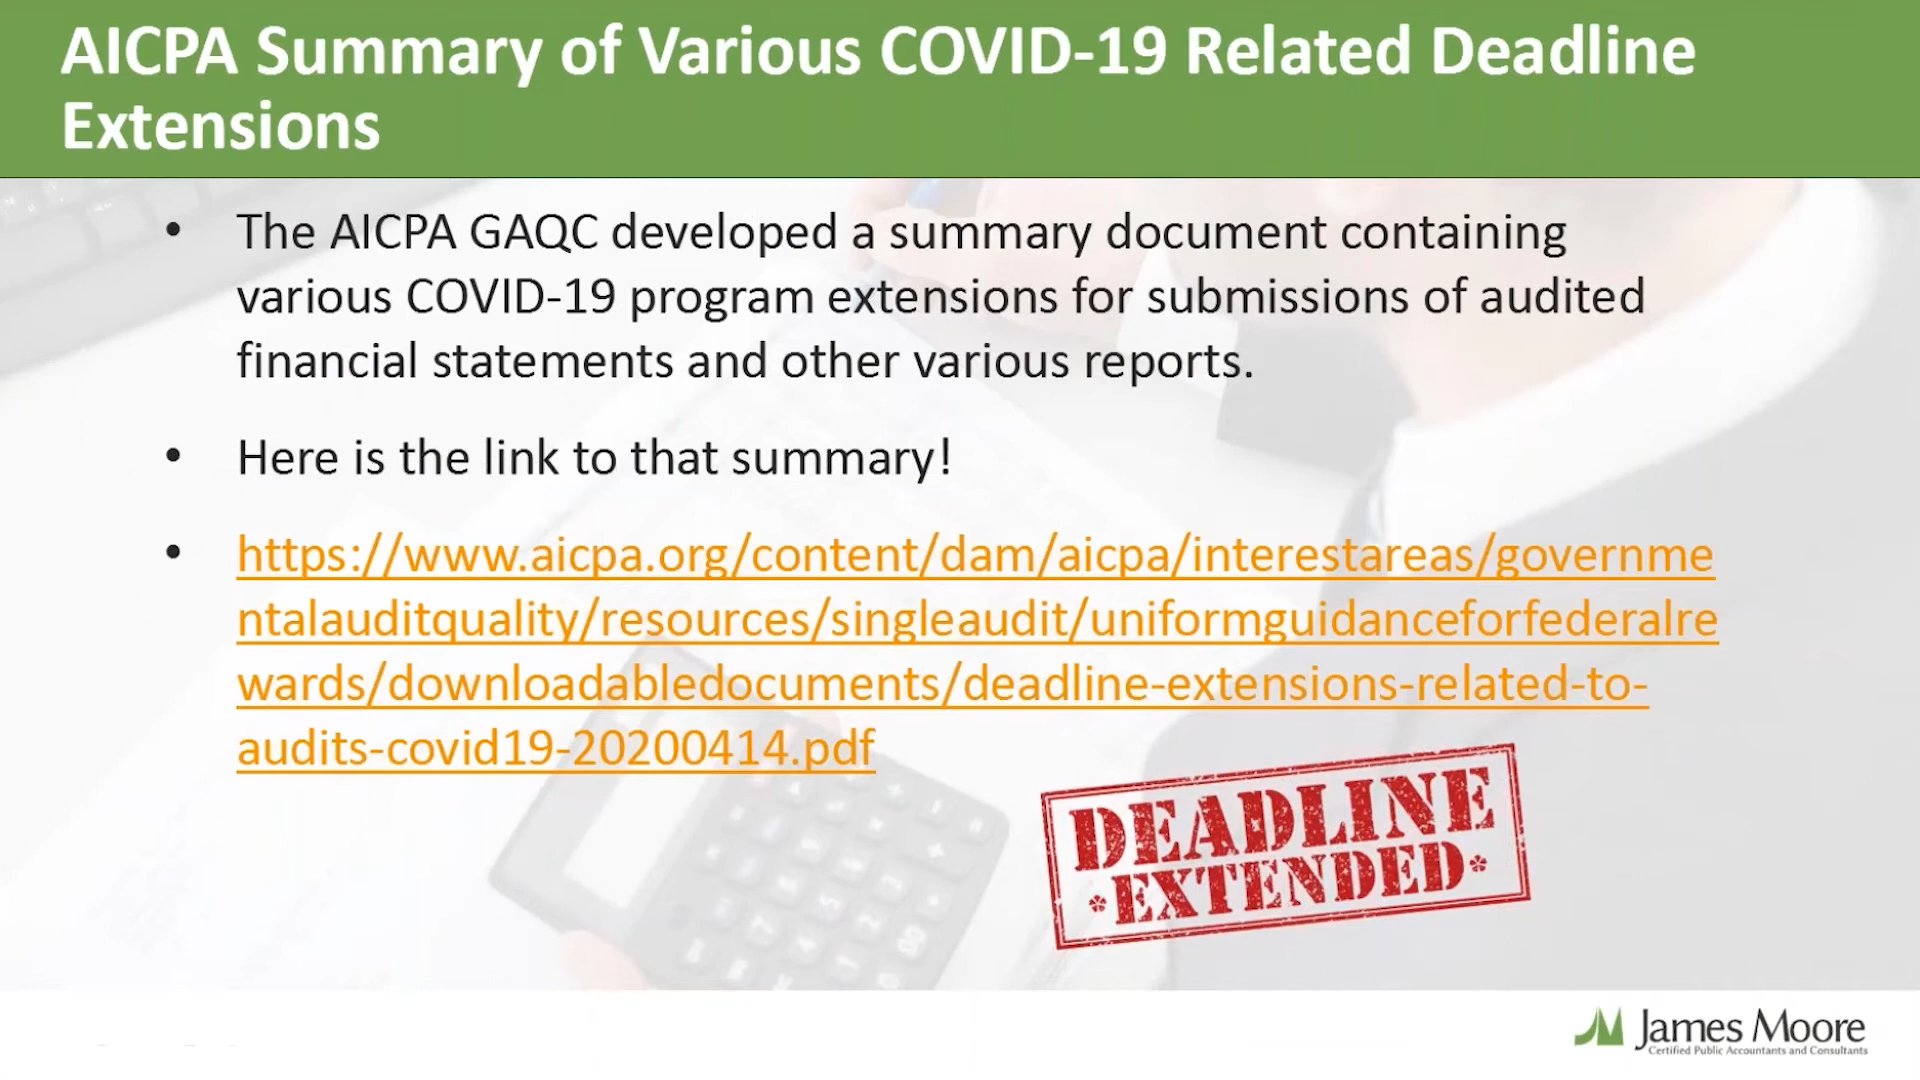 AICPA Summary of Various COVID-19 Related Deadline
Extensions
• The AICPA GAQC developed a summary document containing
various COVID-19 program extensions for submissions of audited
financial statements and other various reports.
• Here is the link to that summary!
• https://www.aicpa.org/content/dam/aicpa/interestareas/governme
ntalauditquality/resources/singleaudit/uniformguidanceforfederalre
wards/downloadabledocuments/deadline-extensions-related-to-
audits-covid19-20200414.pdf
DEADLINE
*EXTENDED*
James Moore
Certified Public Accountants and Consultants